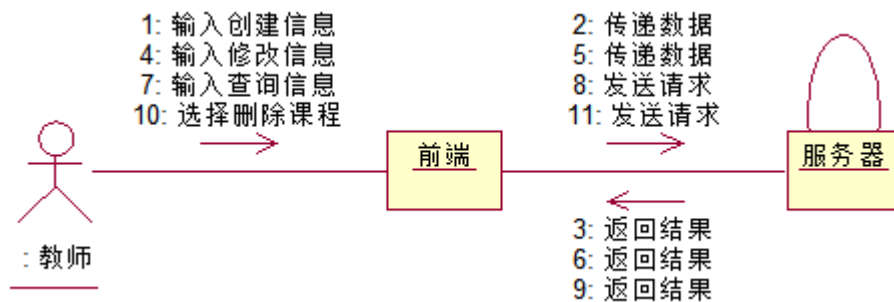 1: 输入创建信息
4: 输入修改信息
7: 输入查询信息
10: 选择删除课程
2: 传递数据
5: 传递数据
8: 发送请求
11: 发送请求
前端
服务器
: 教师
3: 返回结果
6: 返回结果
9: 返回结果